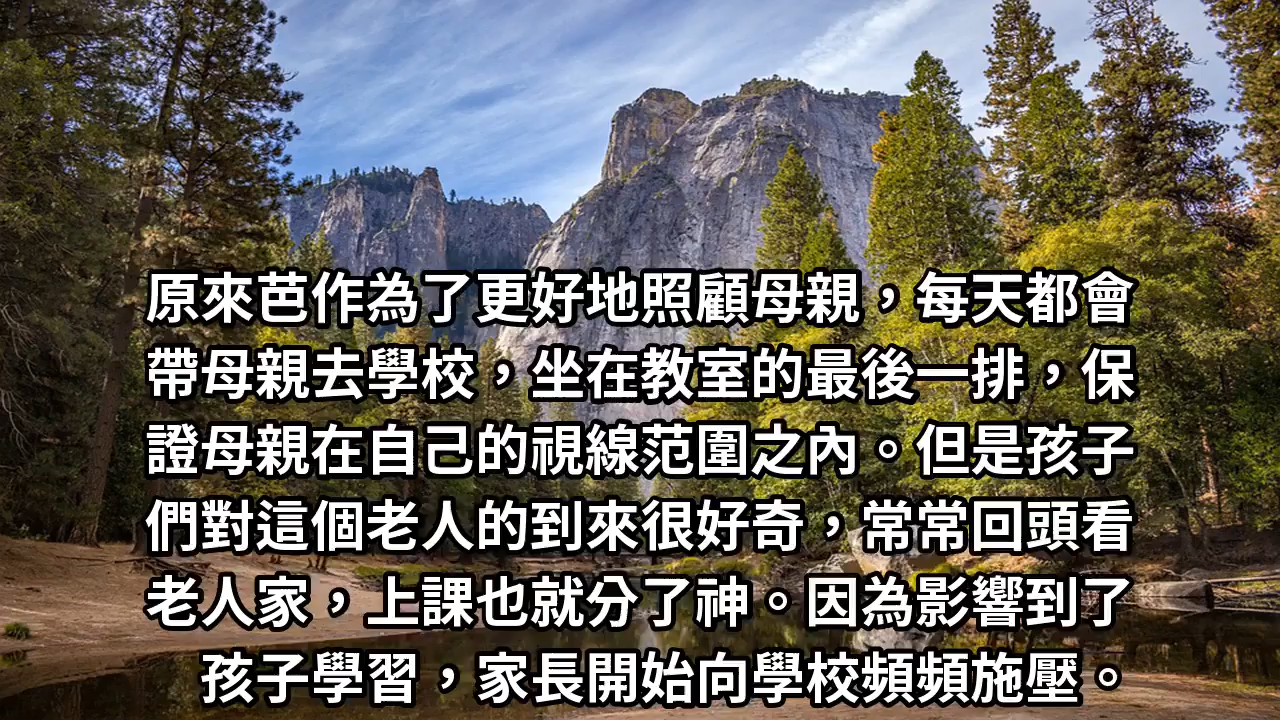 原來芭作為了更好地照顧母親，每天都會
帶母親去學校，坐在教室的最後一排，保
證母親在自己的視線范圍之內。但是孩子
們對這個老人的到來很好奇，常常回頭看
老人家，上課也就分了神。因為影響到了
孩子學習，家長開始向學校頻頻施壓。